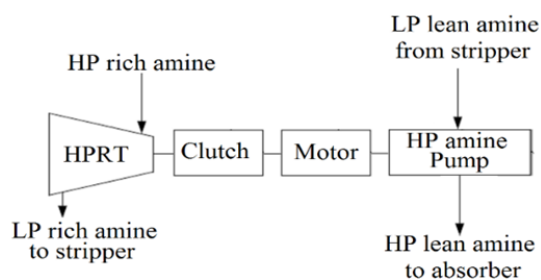 LP lean amine
from stripper
HP rich amine
HPRT
Clutch
Motor
HP amine
Pump
LP rich amine
to stripper
HP lean amine
to absorber